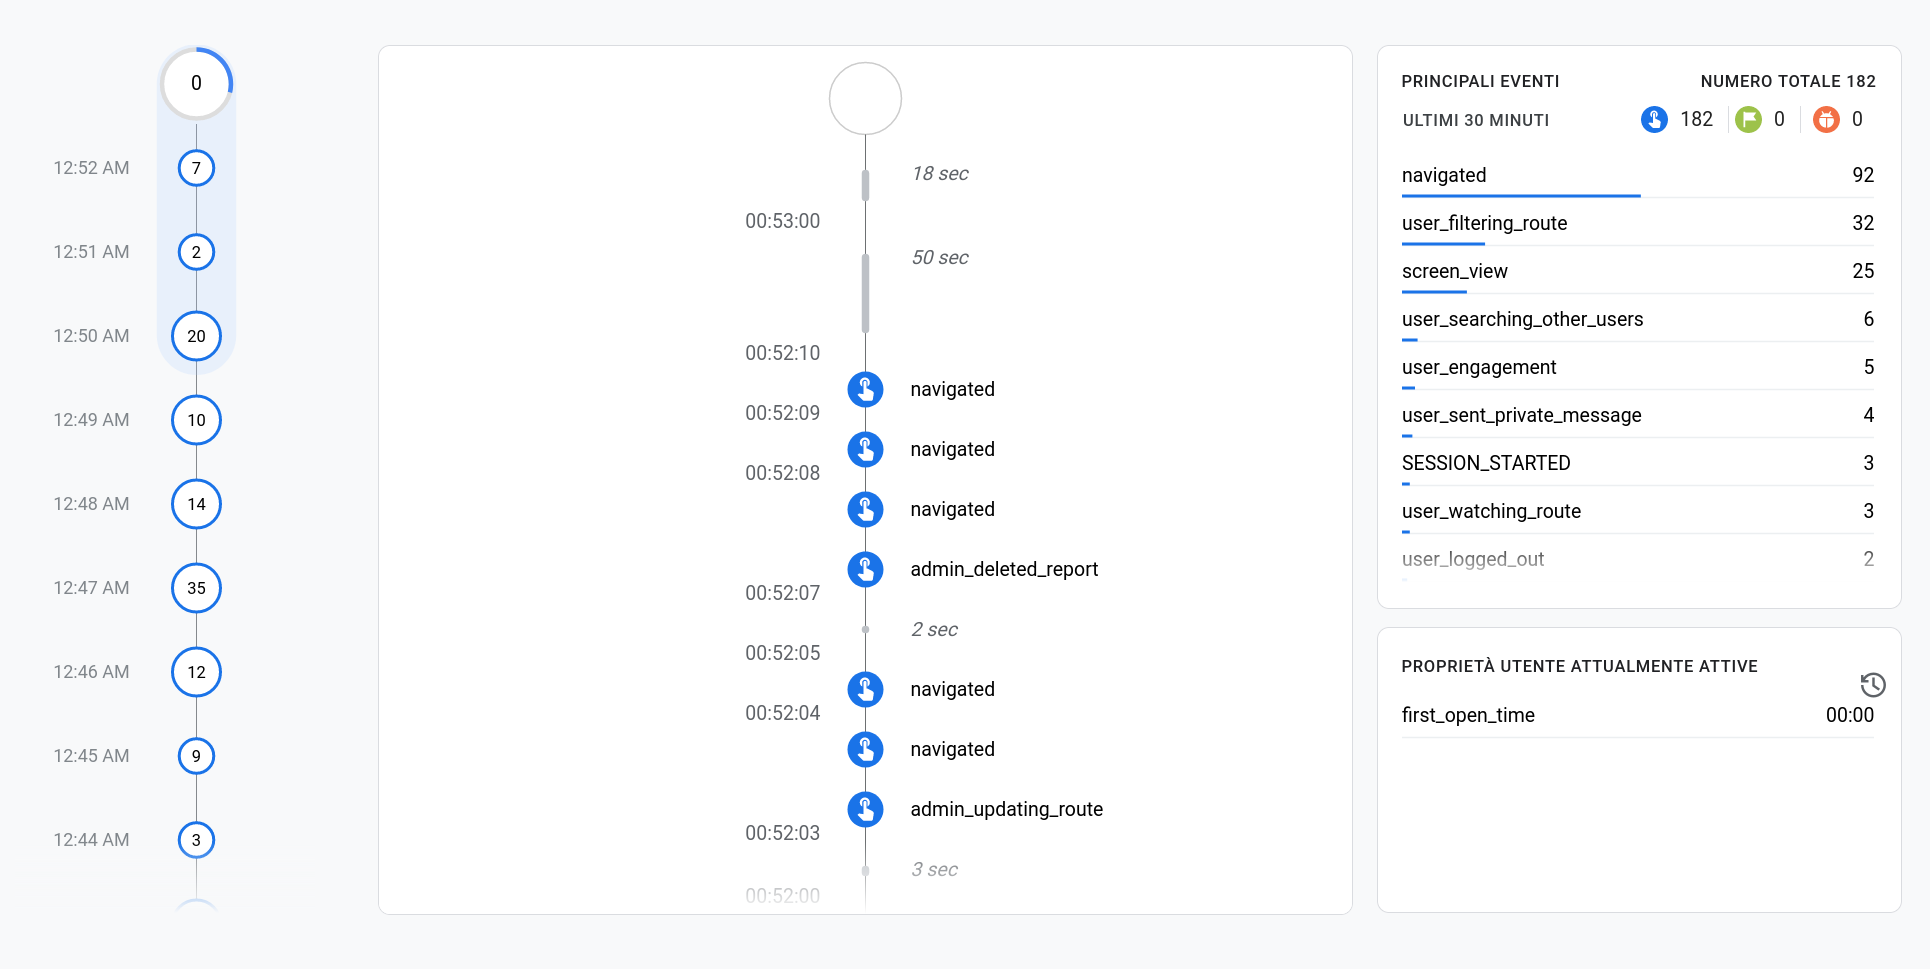 0
12:52 AM 7
12:51 AM 2
12:50 AM 20
12:49 AM 10
12:48 AM 14
12:47 AM 35
12:46 AM 12
12:45 AM 9
12:44 AM 3
18 sec
00:53:00
50 sec
00:52:10
navigated
00:52:09
navigated
00:52:08
navigated
admin_deleted_report
00:52:07
2 sec
00:52:05
navigated
00:52:04
navigated
admin_updating_route
00:52:03
3 sec
00:52:00
PRINCIPALI EVENTI NUMERO TOTALE 182
ULTIMI 30 MINUTI 182 0 0
navigated 92
user_filtering_route 32
screen_view 25
user_searching_other_users 6
user_engagement 5
user_sent_private_message 4
SESSION_STARTED 3
user_watching_route 3
user_logged_out 2
PROPRIETÀ UTENTE ATTUALMENTE ATTIVE
first_open_time 00:00